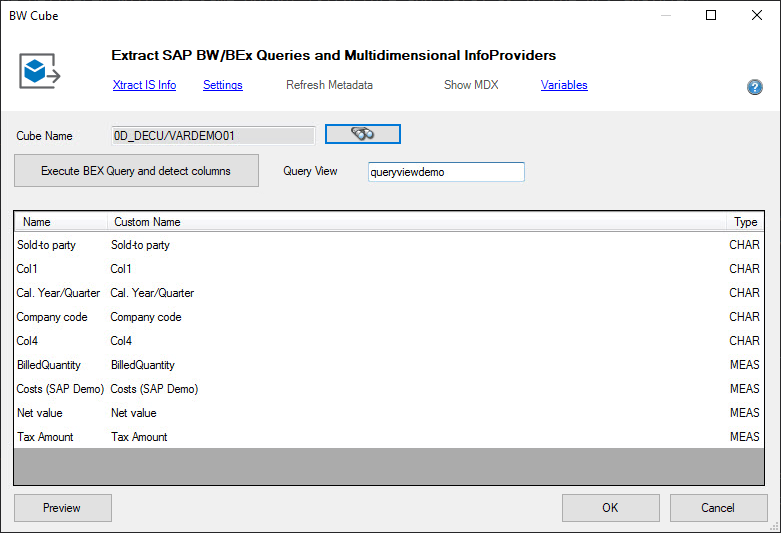 BW Cube
Extract SAP BW/BEx Queries and Multidimensional InfoProviders
Xtract IS Info Settings Refresh Metadata Show MDX Variables
?
Cube Name 0D_DECU/VARDEMO01
Execute BEX Query and detect columns Query View queryviewdemo
Name Custom Name Type
Sold-to party Sold-to party CHAR
Col1 Col1 CHAR
Cal. Year/Quarter Cal. Year/Quarter CHAR
Company code Company code CHAR
Col4 Col4 CHAR
BilledQuantity BilledQuantity MEAS
Costs (SAP Demo) Costs (SAP Demo) MEAS
Net value Net value MEAS
Tax Amount Tax Amount MEAS
Preview OK Cancel